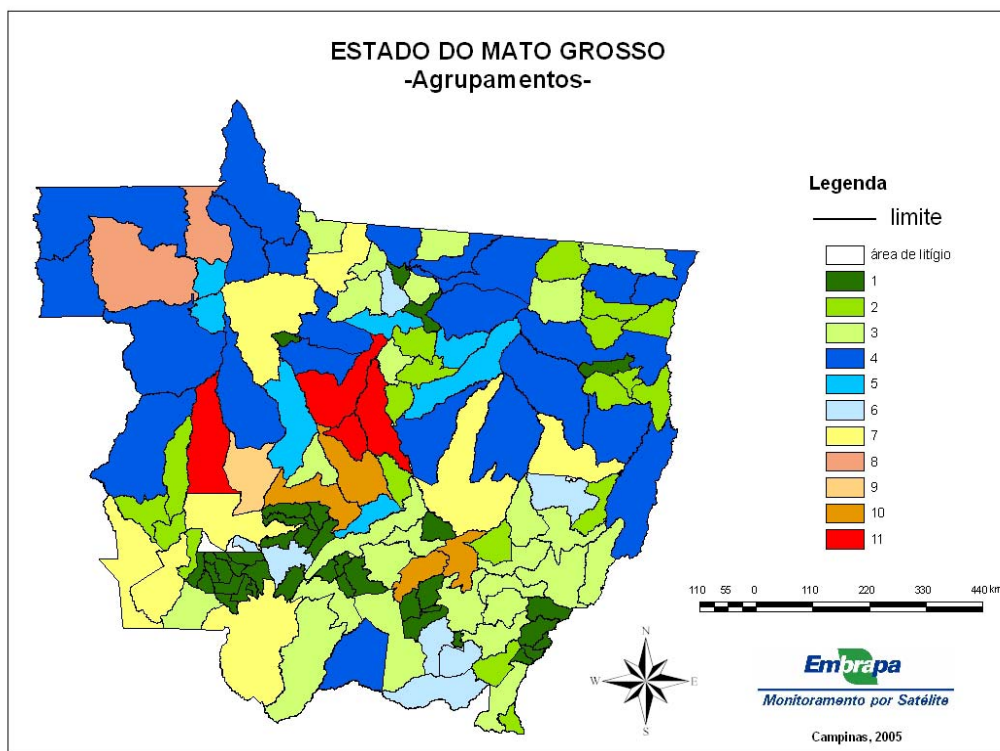 ESTADO DO MATO GROSSO
-Agrupamentos-
Legenda
limite
área de litígio
1
2
3
4
5
6
7
8
9
10
11
110 55 0 110 220 330 440 km
N
W E
S
Embrapa
Monitoramento por Satélite
Campinas, 2005